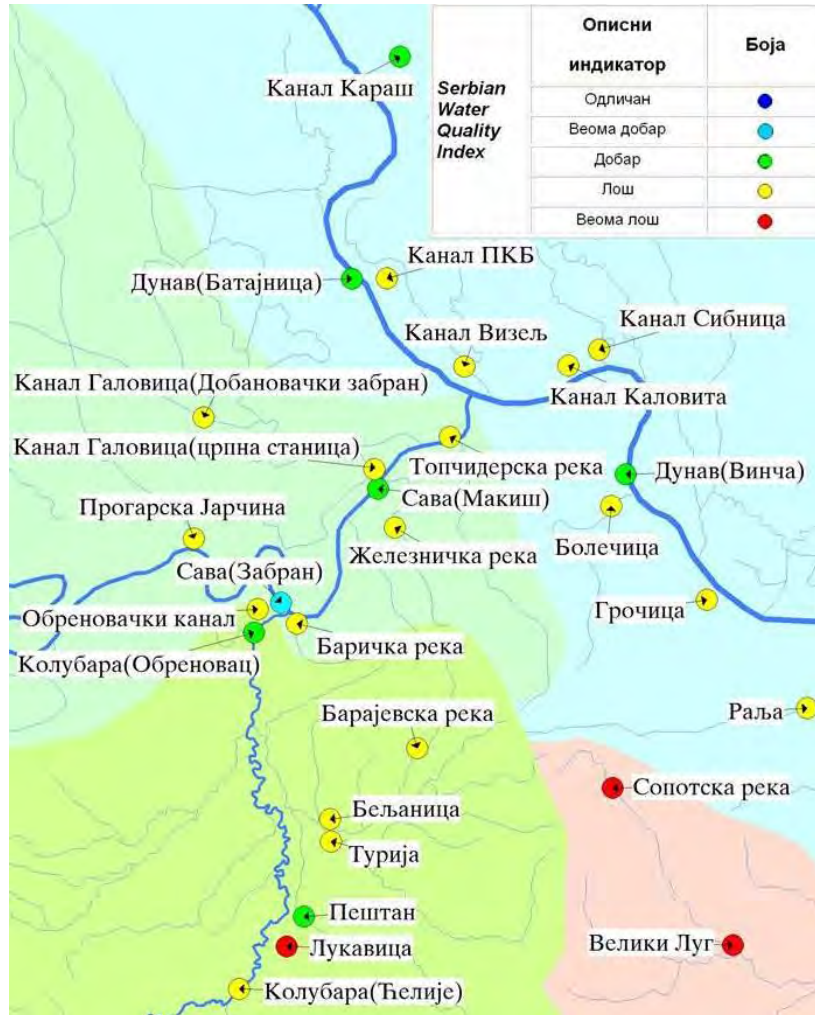 Serbian
Water
Quality
Index
Описни
индикатор
Боја
Одличан
Веома добар
Добар
Лош
Веома лош
Канал Караш
Канал ПКБ
Дунав(Батајница)
Канал Сибница
Канал Визељ
Канал Галовица(Добановачки забран)
Канал Каловита
Канал Галовица(црпна станица)
Топчидерска река
Дунав(Винча)
Сава(Макиш)
Прогарска Јарчина
Болечица
Железничка река
Сава(Забран)
Грочица
Обреновачки канал
Баричка река
Колубара(Обреновац)
Раља
Барајевска река
Сопотска река
Бељаница
Турија
Пештан
Лукавица
Велики Луг
Колубара(Ћелије)